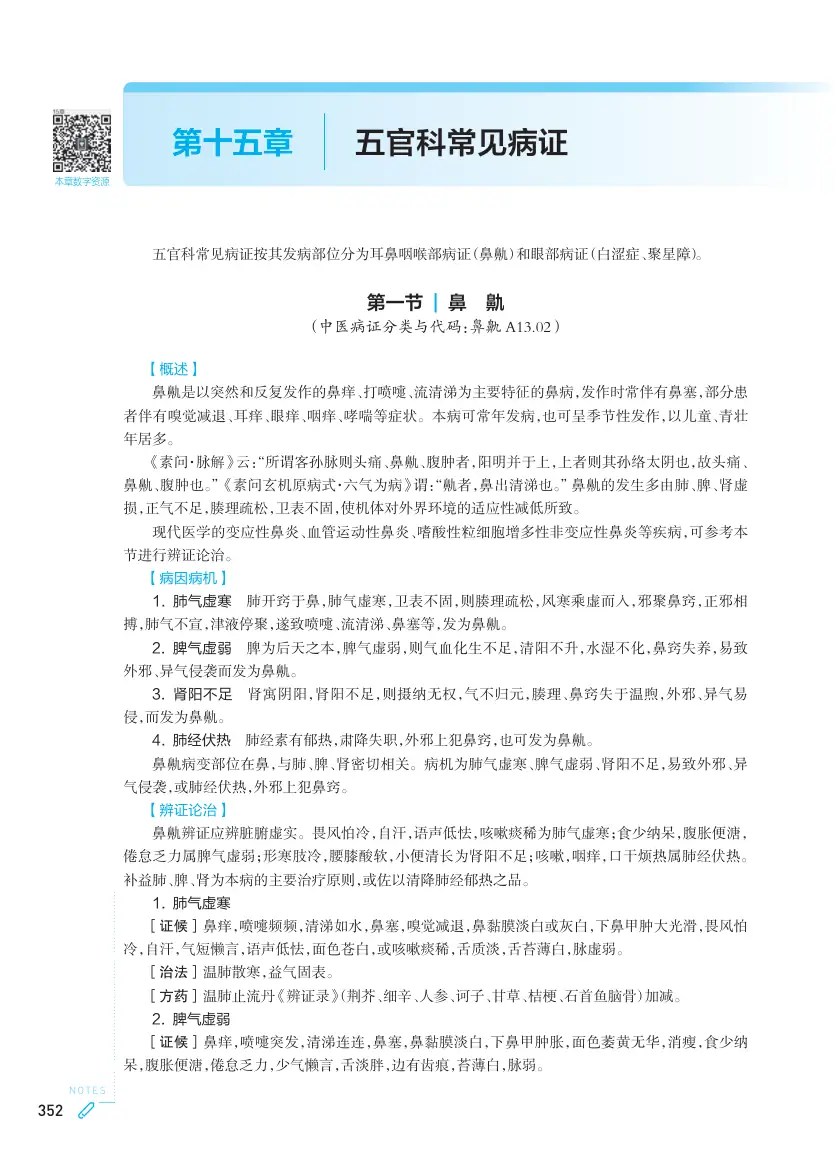 15章
本章数字资源
第十五章
五官科常见病证
五官科常见病证按其发病部位分为耳鼻咽喉部病证(鼻鼽)和眼部病证(白涩症、聚星障)。
第一节 | 鼻 鼽
(中医病证分类与代码:鼻鼽 A13.02)
【概述】
鼻鼽是以突然和反复发作的鼻痒、打喷嚏、流清涕为主要特征的鼻病,发作时常伴有鼻塞,部分患
者伴有嗅觉减退、耳痒、眼痒、咽痒、哮喘等症状。本病可常年发病,也可呈季节性发作,以儿童、青壮
年居多。
《素问·脉解》云:“所谓客孙脉则头痛、鼻鼽、腹肿者,阳明并于上,上者则其孙络太阴也,故头痛、
鼻鼽、腹肿也。”《素问玄机原病式·六气为病》谓:“鼽者,鼻出清涕也。”鼻鼽的发生多由肺、脾、肾虚
损,正气不足,腠理疏松,卫表不固,使机体对外界环境的适应性减低所致。
现代医学的变应性鼻炎、血管运动性鼻炎、嗜酸性粒细胞增多性非变应性鼻炎等疾病,可参考本
节进行辨证论治。
【病因病机】
1. 肺气虚寒 肺开窍于鼻,肺气虚寒,卫表不固,则腠理疏松,风寒乘虚而入,邪聚鼻窍,正邪相
搏,肺气不宣,津液停聚,遂致喷嚏、流清涕、鼻塞等,发为鼻鼽。
2. 脾气虚弱 脾为后天之本,脾气虚弱,则气血化生不足,清阳不升,水湿不化,鼻窍失养,易致
外邪、异气侵袭而发为鼻鼽。
3. 肾阳不足 肾寓阴阳,肾阳不足,则摄纳无权,气不归元,腠理、鼻窍失于温煦,外邪、异气易
侵,而发为鼻鼽。
4. 肺经伏热 肺经素有郁热,肃降失职,外邪上犯鼻窍,也可发为鼻鼽。
鼻鼽病变部位在鼻,与肺、脾、肾密切相关。病机为肺气虚寒、脾气虚弱、肾阳不足,易致外邪、异
气侵袭,或肺经伏热,外邪上犯鼻窍。
【辨证论治】
鼻鼽辨证应辨脏腑虚实。畏风怕冷,自汗,语声低怯,咳嗽痰稀为肺气虚寒;食少纳呆,腹胀便溏,
倦怠乏力属脾气虚弱;形寒肢冷,腰膝酸软,小便清长为肾阳不足;咳嗽,咽痒,口干烦热属肺经伏热。
补益肺、脾、肾为本病的主要治疗原则,或佐以清降肺经郁热之品。
1. 肺气虚寒
[证候] 鼻痒,喷嚏频频,清涕如水,鼻塞,嗅觉减退,鼻黏膜淡白或灰白,下鼻甲肿大光滑,畏风怕
冷,自汗,气短懒言,语声低怯,面色苍白,或咳嗽痰稀,舌质淡,舌苔薄白,脉虚弱。
[治法] 温肺散寒,益气固表。
[方药] 温肺止流丹《辨证录》(荆芥、细辛、人参、诃子、甘草、桔梗、石首鱼脑骨)加减。
2. 脾气虚弱
[证候] 鼻痒,喷嚏突发,清涕连连,鼻塞,鼻黏膜淡白,下鼻甲肿胀,面色萎黄无华,消瘦,食少纳
呆,腹胀便溏,倦怠乏力,少气懒言,舌淡胖,边有齿痕,苔薄白,脉弱。
NOTES
352